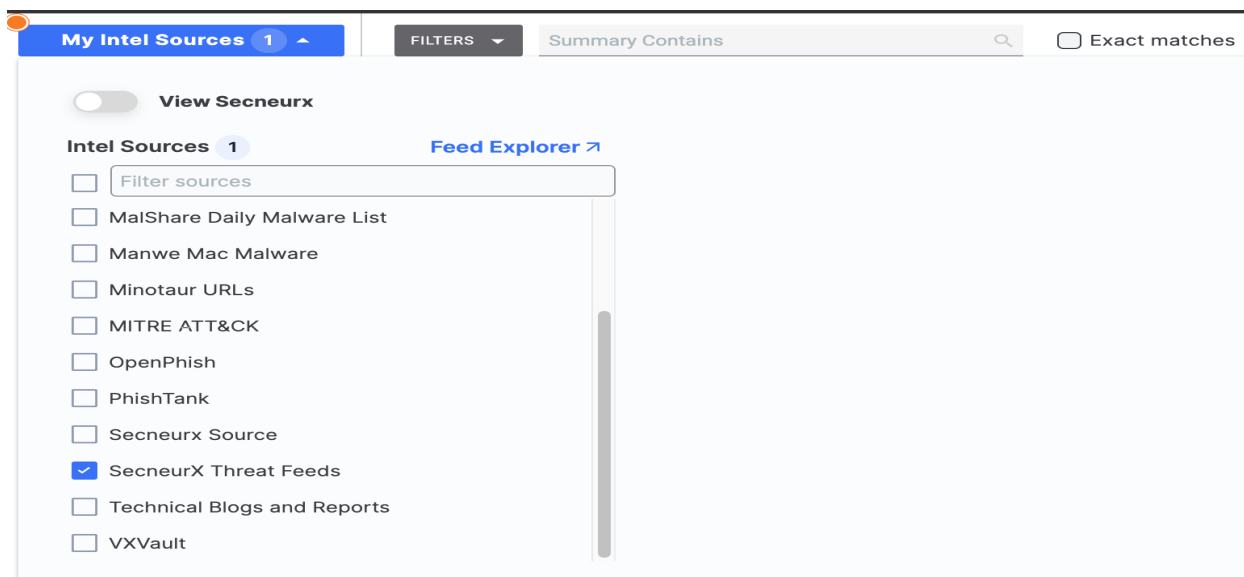 My Intel Sources 1 FILTERS Summary Contains Exact matches
View Secneurx
Intel Sources 1 Feed Explorer
Filter sources
MalShare Daily Malware List
Manwe Mac Malware
Minotaur URLs
MITRE ATT&CK
OpenPhish
PhishTank
Secneurx Source
SecneurX Threat Feeds
Technical Blogs and Reports
VXVault